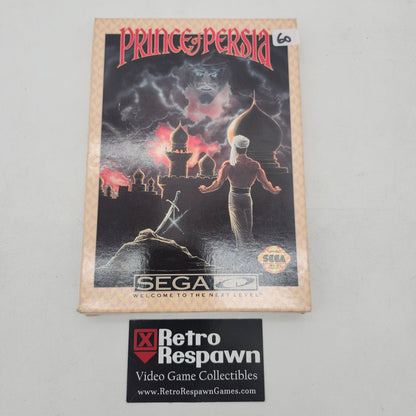 PRINCE of PERSIA
60
SEGA
SEGA CD
WELCOME TO THE NEXT LEVEL
Retro
Respawn
Video Game Collectibles
www.RetroRespawnGames.com